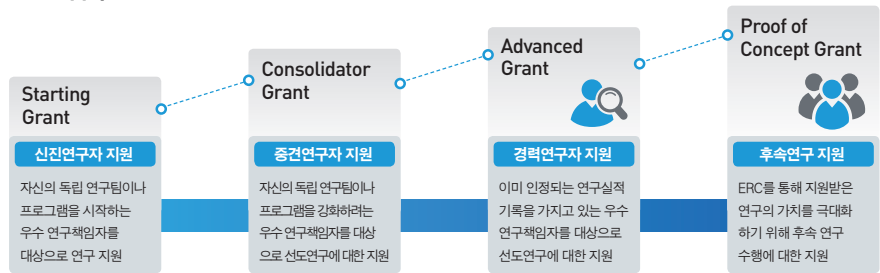 Starting
Grant
신진연구자 지원
자신의 독립 연구팀이나
프로그램을 시작하는
우수 연구책임자를
대상으로 연구 지원
Consolidator
Grant
중견연구자 지원
자신의 독립 연구팀이나
프로그램을 강화하려는
우수 연구책임자를 대상
으로 선도연구에 대한 지원
Advanced
Grant
경력연구자 지원
이미 인정되는 연구실적
기록을 가지고 있는 우수
연구책임자를 대상으로
선도연구에 대한 지원
Proof of
Concept Grant
후속연구 지원
ERC를 통해 지원받은
연구의 가치를 극대화
하기 위해 후속 연구
수행에 대한 지원